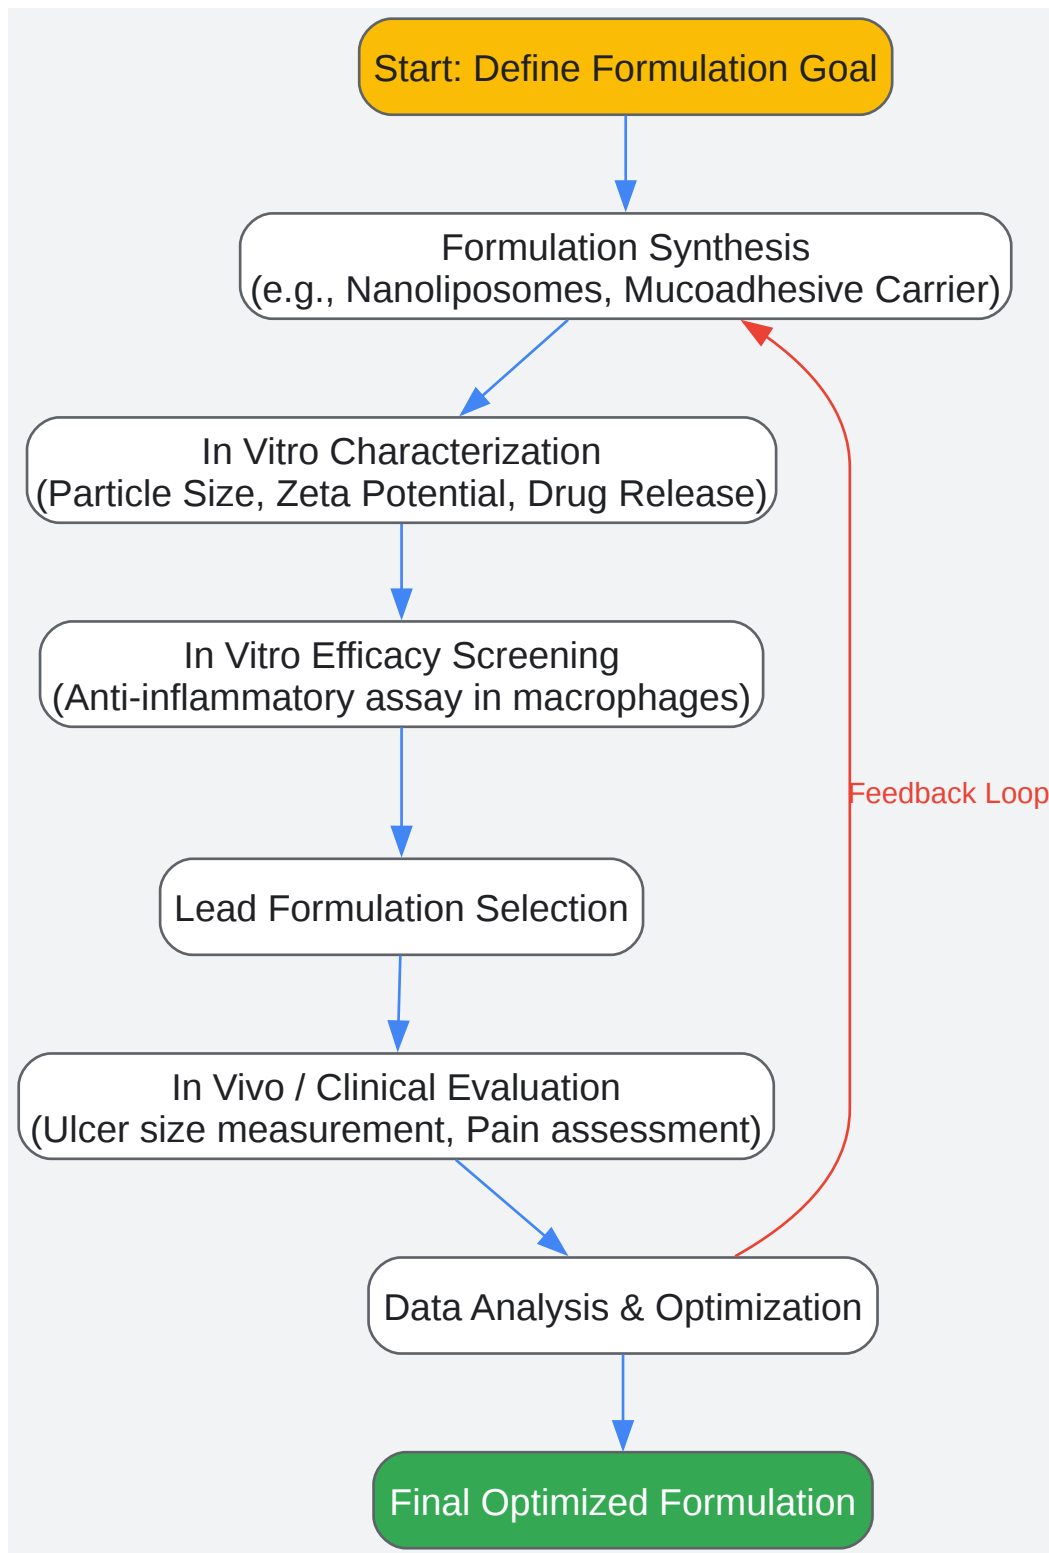 Start: Define Formulation Goal
Formulation Synthesis
(e.g., Nanoliposomes, Mucoadhesive Carrier)
In Vitro Characterization
(Particle Size, Zeta Potential, Drug Release)
In Vitro Efficacy Screening
(Anti-inflammatory assay in macrophages)
Feedback Loop
Lead Formulation Selection
In Vivo / Clinical Evaluation
(Ulcer size measurement, Pain assessment)
Data Analysis & Optimization
Final Optimized Formulation